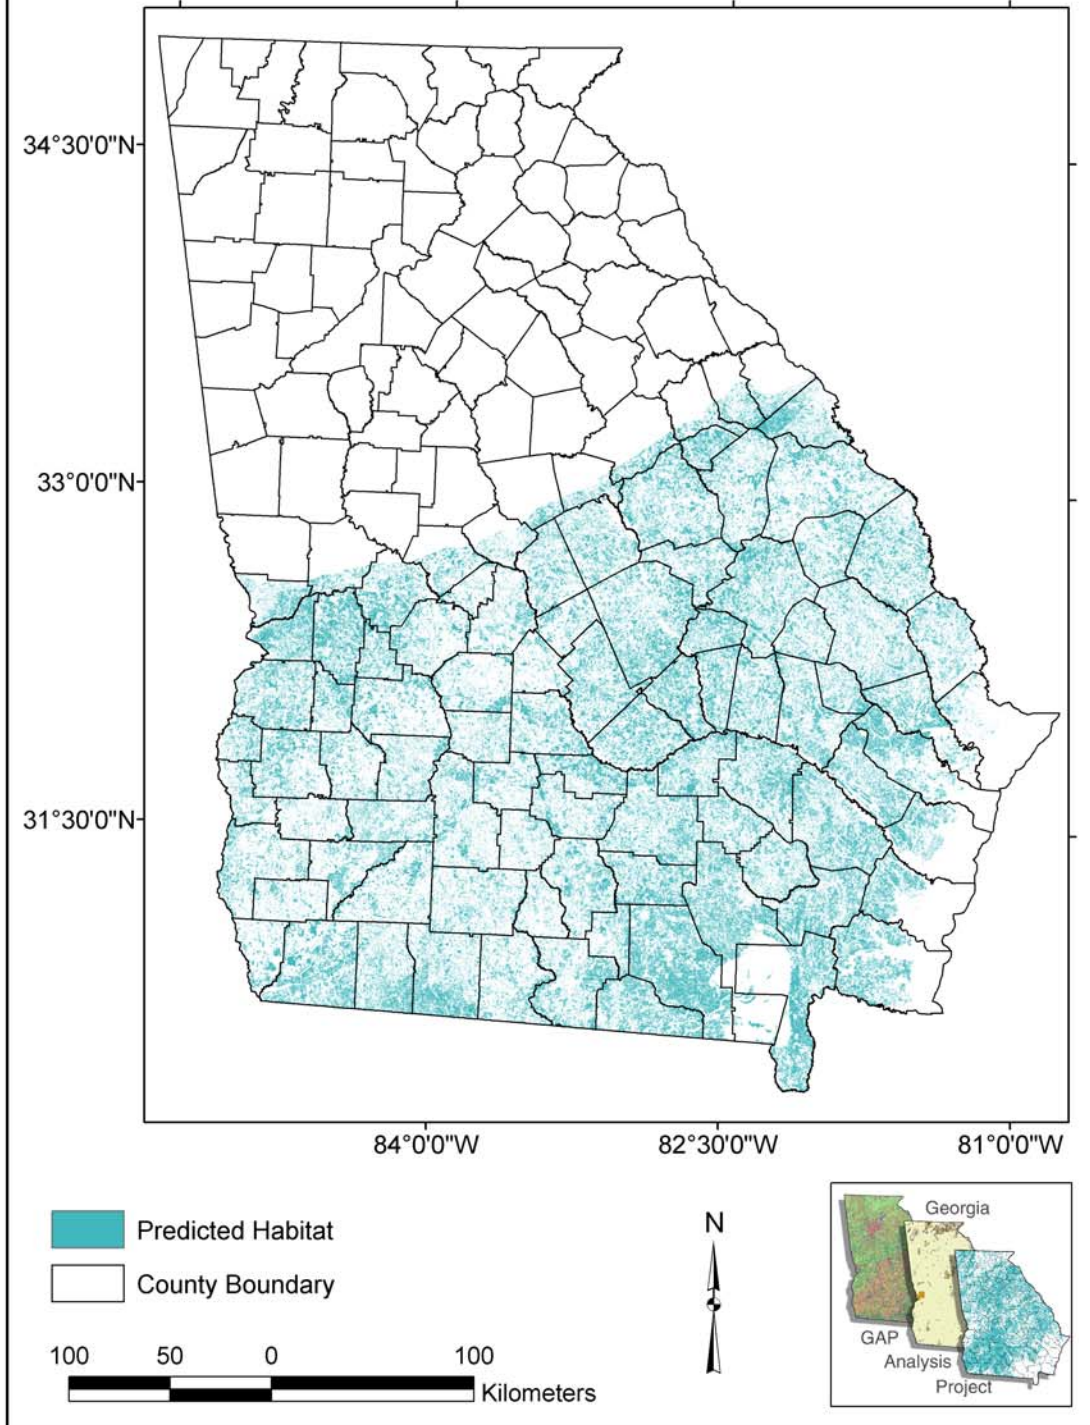 34°30'0"N
33°0'0"N
31°30'0"N
84°0'0"W 82°30'0"W 81°0'0"W
Predicted Habitat
County Boundary
N
100 50 0 100
Kilometers
Georgia
GAP
Analysis
Project